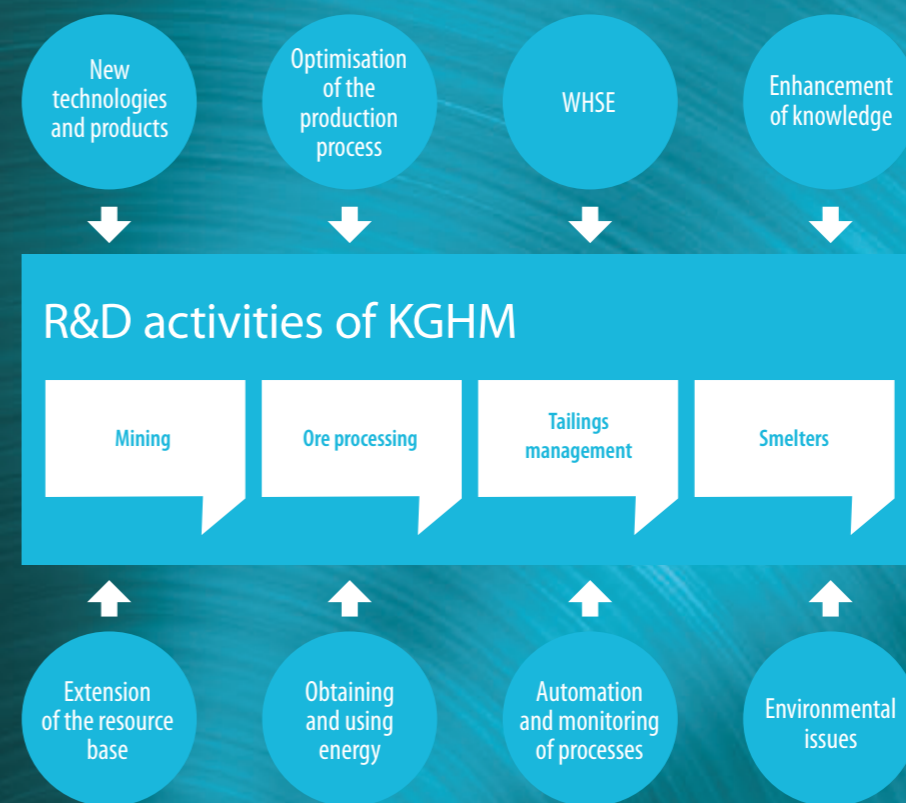 New
technologies
and products
Optimisation
of the
production
process
WHSE
Enhancement
of knowledge
R&D activities of KGHM
Mining
Ore processing
Tailings
management
Smelters
Extension
of the resource
base
Obtaining
and using
energy
Automation
and monitoring
of processes
Environmental
issues